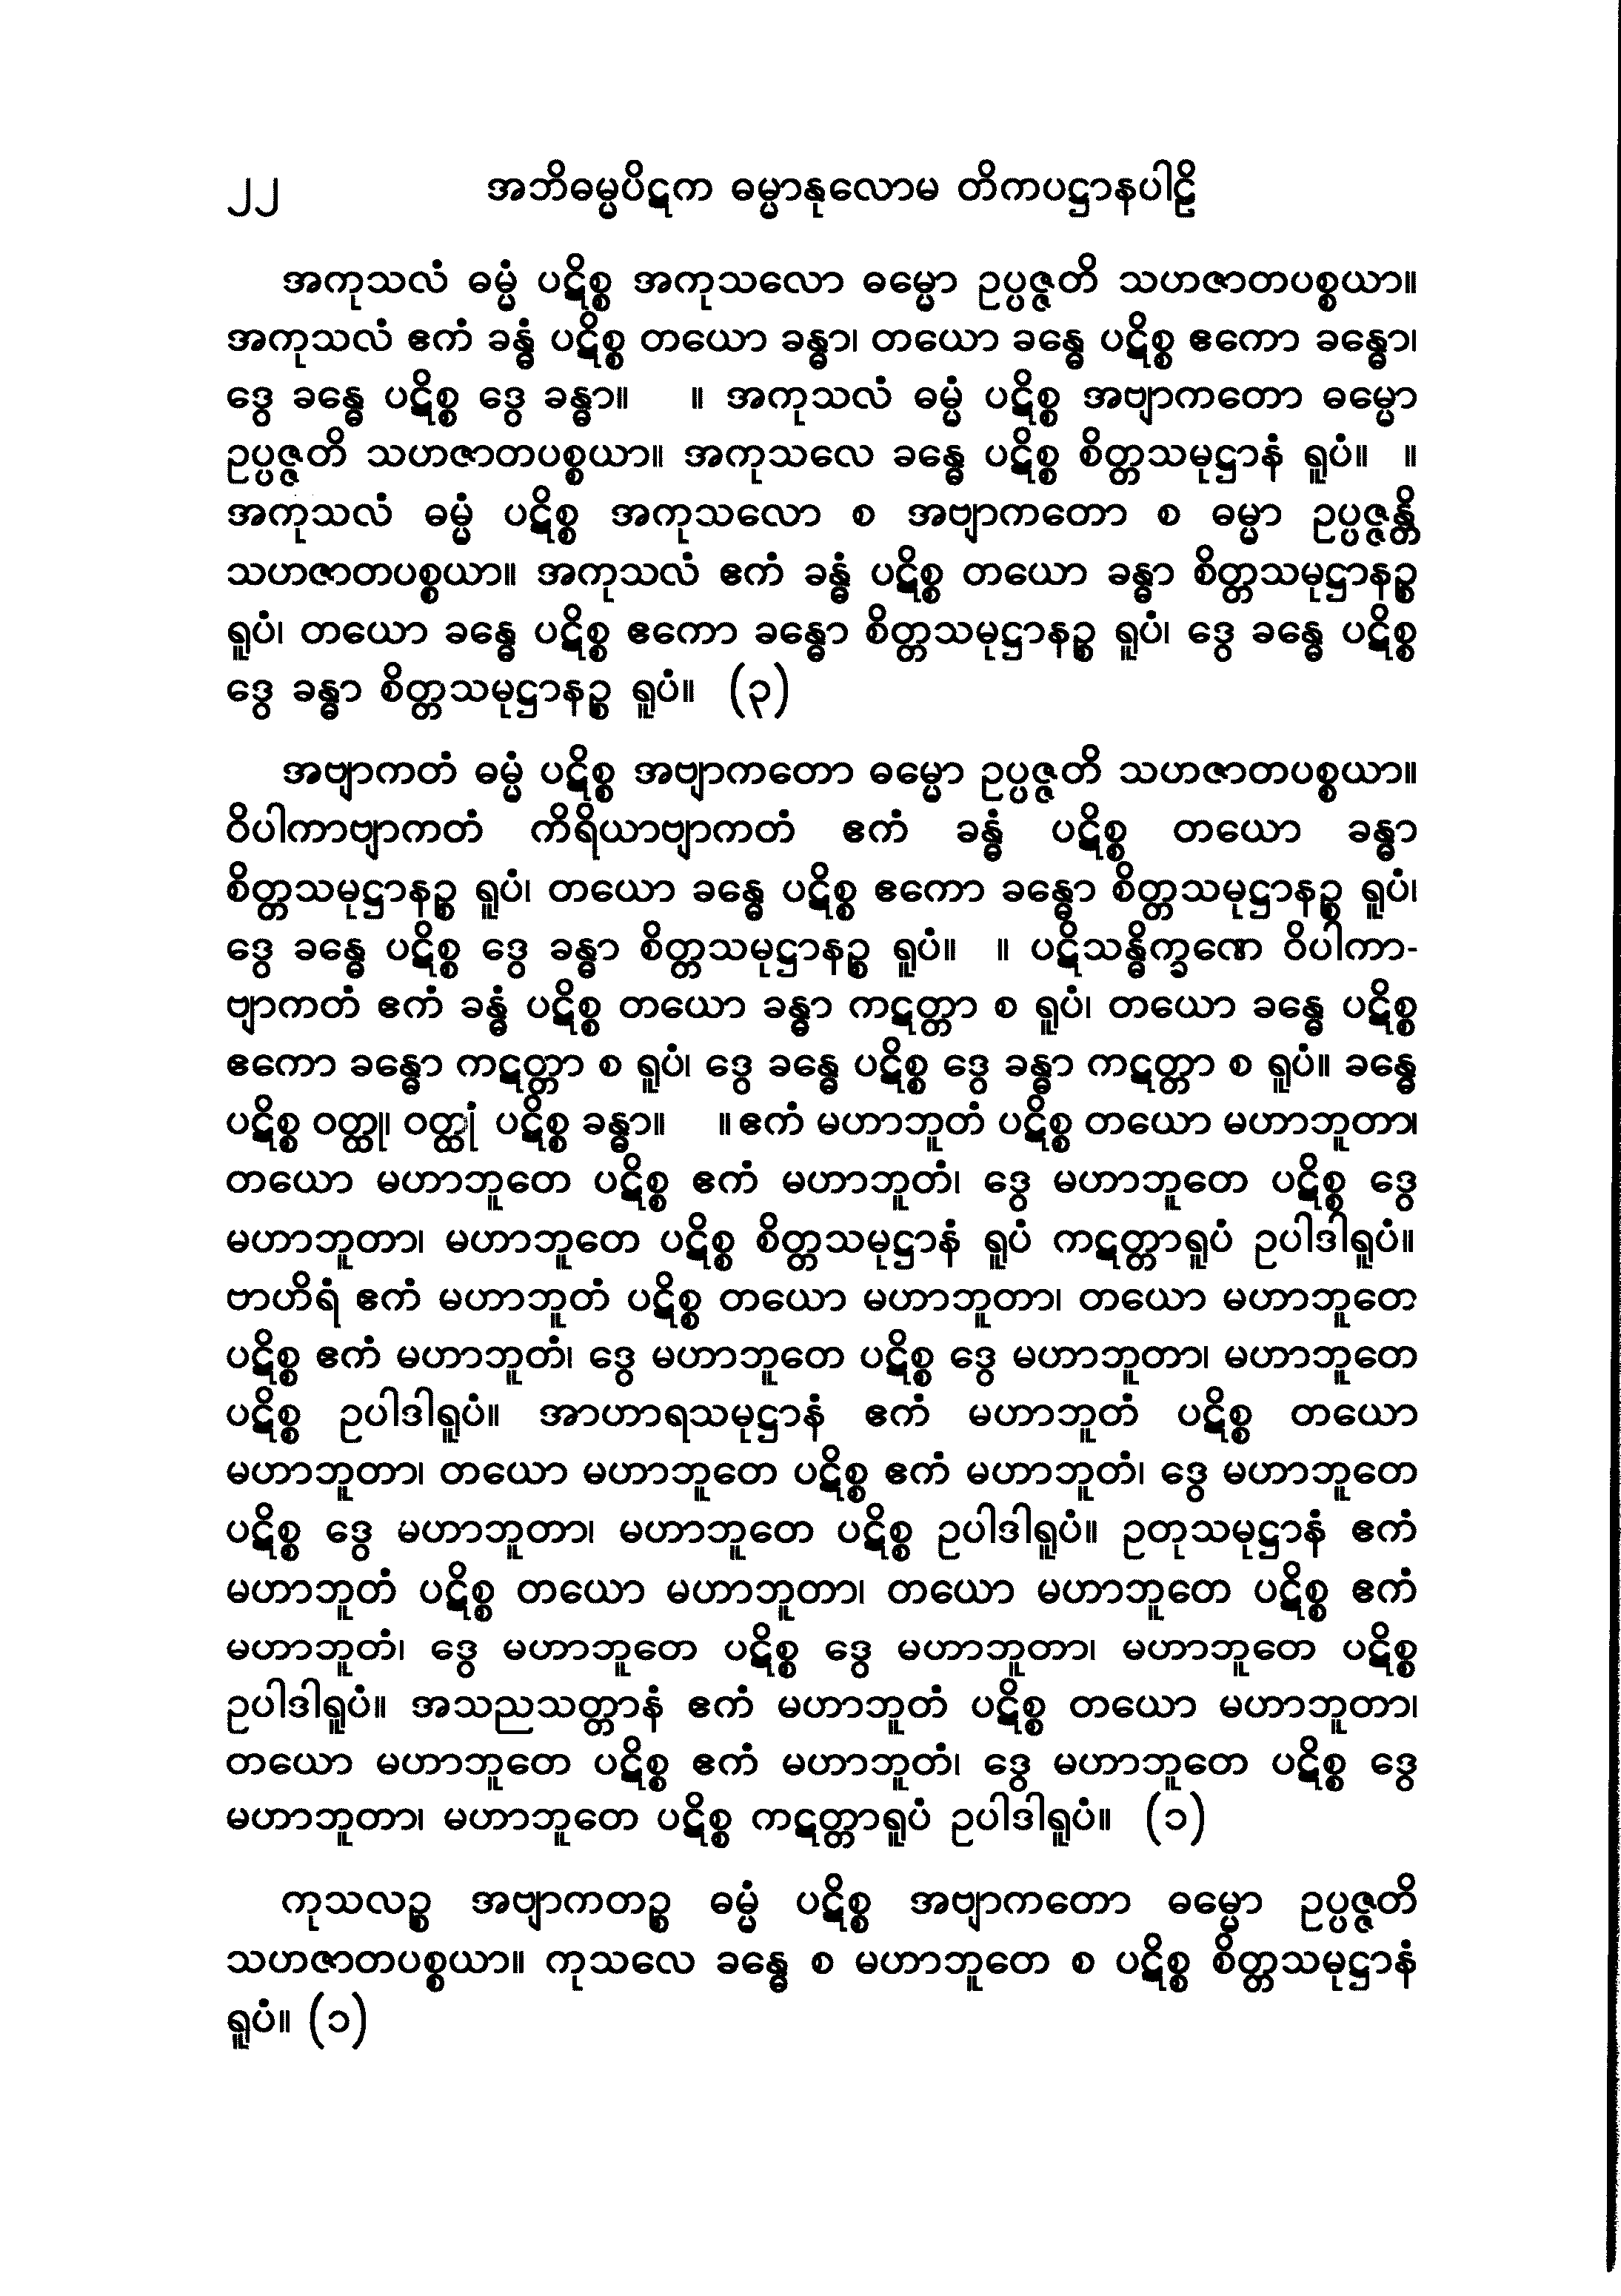 ၂၂ အဘိဓမ္မပိဋက ဓမ္မာနုလောမ တိကပဋ္ဌာနပါဠိ
အကုသလံ ဓမ္မံ ပဋိစ္စ အကုသလော ဓမ္မော ဥပ္ပဇ္ဇတိ သဟဇာတပစ္စယာ။
အကုသလံ ဧကံ ခန္ဓံ ပဋိစ္စ တယော ခန္ဓာ၊ တယော ခန္ဓေ ပဋိစ္စ ဧကော ခန္ဓော၊
ဒွေ ခန္ဓေ ပဋိစ္စ ဒွေ ခန္ဓာ။ ။ အကုသလံ ဓမ္မံ ပဋိစ္စ အဗျာကတော ဓမ္မော
ဥပ္ပဇ္ဇတိ သဟဇာတပစ္စယာ။ အကုသလေ ခန္ဓေ ပဋိစ္စ စိတ္တသမုဋ္ဌာနံ ရူပံ။ ။
အကုသလံ ဓမ္မံ ပဋိစ္စ အကုသလော စ အဗျာကတော စ ဓမ္မာ ဥပ္ပဇ္ဇန္တိ
သဟဇာတပစ္စယာ။ အကုသလံ ဧကံ ခန္ဓံ ပဋိစ္စ တယော ခန္ဓာ စိတ္တသမုဋ္ဌာနဉ္စ
ရူပံ၊ တယော ခန္ဓေ ပဋိစ္စ ဧကော ခန္ဓော စိတ္တသမုဋ္ဌာနဉ္စ ရူပံ၊ ဒွေ ခန္ဓေ ပဋိစ္စ
ဒွေ ခန္ဓာ စိတ္တသမုဋ္ဌာနဉ္စ ရူပံ။ (၃)
အဗျာကတံ ဓမ္မံ ပဋိစ္စ အဗျာကတော ဓမ္မော ဥပ္ပဇ္ဇတိ သဟဇာတပစ္စယာ။
ဝိပါကာဗျာကတံ ကိရိယာဗျာကတံ ဧကံ ခန္ဓံ ပဋိစ္စ တယော ခန္ဓာ
စိတ္တသမုဋ္ဌာနဉ္စ ရူပံ၊ တယော ခန္ဓေ ပဋိစ္စ ဧကော ခန္ဓော စိတ္တသမုဋ္ဌာနဉ္စ ရူပံ၊
ဒွေ ခန္ဓေ ပဋိစ္စ ဒွေ ခန္ဓာ စိတ္တသမုဋ္ဌာနဉ္စ ရူပံ။ ။ ပဋိသန္ဓိက္ခဏေ ဝိပါကာ-
ဗျာကတံ ဧကံ ခန္ဓံ ပဋိစ္စ တယော ခန္ဓာ ကဋတ္တာ စ ရူပံ၊ တယော ခန္ဓေ ပဋိစ္စ
ဧကော ခန္ဓော ကဋတ္တာ စ ရူပံ၊ ဒွေ ခန္ဓေ ပဋိစ္စ ဒွေ ခန္ဓာ ကဋတ္တာ စ ရူပံ။ ခန္ဓေ
ပဋိစ္စ ဝတ္ထု၊ ဝတ္ထုံ ပဋိစ္စ ခန္ဓာ။ ။ ဧကံ မဟာဘူတံ ပဋိစ္စ တယော မဟာဘူတာ၊
တယော မဟာဘူတေ ပဋိစ္စ ဧကံ မဟာဘူတံ၊ ဒွေ မဟာဘူတေ ပဋိစ္စ ဒွေ
မဟာဘူတာ၊ မဟာဘူတေ ပဋိစ္စ စိတ္တသမုဋ္ဌာနံ ရူပံ ကဋတ္တာရူပံ ဥပါဒါရူပံ။
ဗာဟိရံ ဧကံ မဟာဘူတံ ပဋိစ္စ တယော မဟာဘူတာ၊ တယော မဟာဘူတေ
ပဋိစ္စ ဧကံ မဟာဘူတံ၊ ဒွေ မဟာဘူတေ ပဋိစ္စ ဒွေ မဟာဘူတာ၊ မဟာဘူတေ
ပဋိစ္စ ဥပါဒါရူပံ။ အာဟာရသမုဋ္ဌာနံ ဧကံ မဟာဘူတံ ပဋိစ္စ တယော
မဟာဘူတာ၊ တယော မဟာဘူတေ ပဋိစ္စ ဧကံ မဟာဘူတံ၊ ဒွေ မဟာဘူတေ
ပဋိစ္စ ဒွေ မဟာဘူတာ၊ မဟာဘူတေ ပဋိစ္စ ဥပါဒါရူပံ။ ဥတုသမုဋ္ဌာနံ ဧကံ
မဟာဘူတံ ပဋိစ္စ တယော မဟာဘူတာ၊ တယော မဟာဘူတေ ပဋိစ္စ ဧကံ
မဟာဘူတံ၊ ဒွေ မဟာဘူတေ ပဋိစ္စ ဒွေ မဟာဘူတာ၊ မဟာဘူတေ ပဋိစ္စ
ဥပါဒါရူပံ။ အသညသတ္တာနံ ဧကံ မဟာဘူတံ ပဋိစ္စ တယော မဟာဘူတာ၊
တယော မဟာဘူတေ ပဋိစ္စ ဧကံ မဟာဘူတံ၊ ဒွေ မဟာဘူတေ ပဋိစ္စ ဒွေ
မဟာဘူတာ၊ မဟာဘူတေ ပဋိစ္စ ကဋတ္တာရူပံ ဥပါဒါရူပံ။ (၁)
ကုသလဉ္စ အဗျာကတဉ္စ ဓမ္မံ ပဋိစ္စ အဗျာကတော ဓမ္မော ဥပ္ပဇ္ဇတိ
သဟဇာတပစ္စယာ။ ကုသလေ ခန္ဓေ စ မဟာဘူတေ စ ပဋိစ္စ စိတ္တသမုဋ္ဌာနံ
ရူပံ။ (၁)